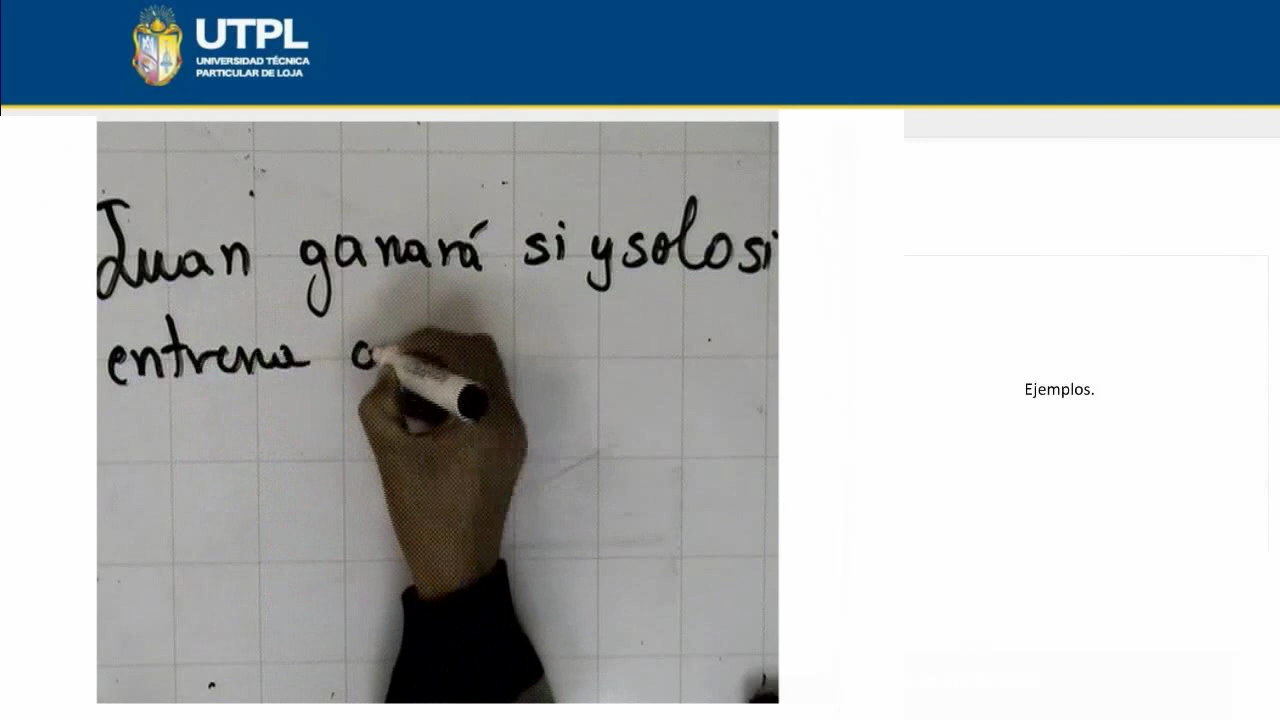 UTPL
UNIVERSIDAD TÉCNICA
PARTICULAR DE LOJA
Juan ganará si y solo si
entrena
Ejemplos.